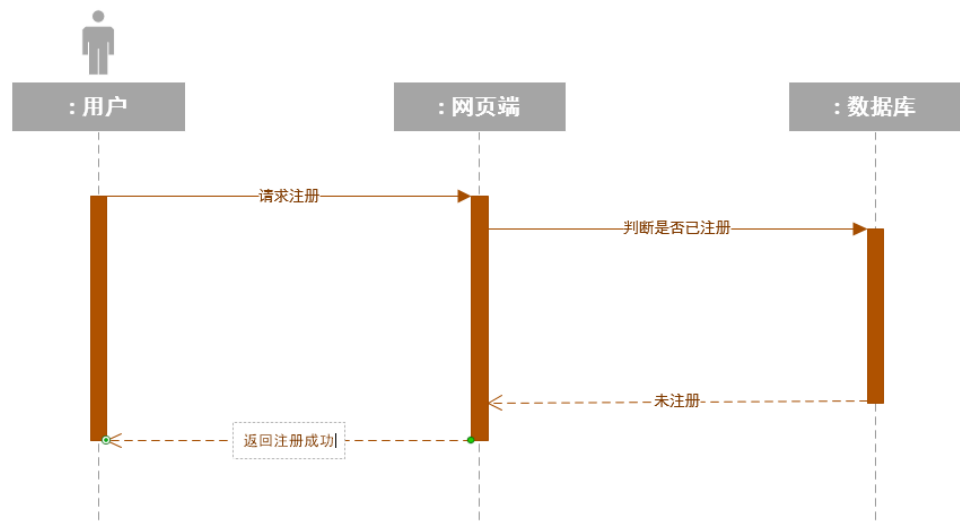 : 用户
: 网页端
: 数据库
请求注册
判断是否已注册
未注册
返回注册成功